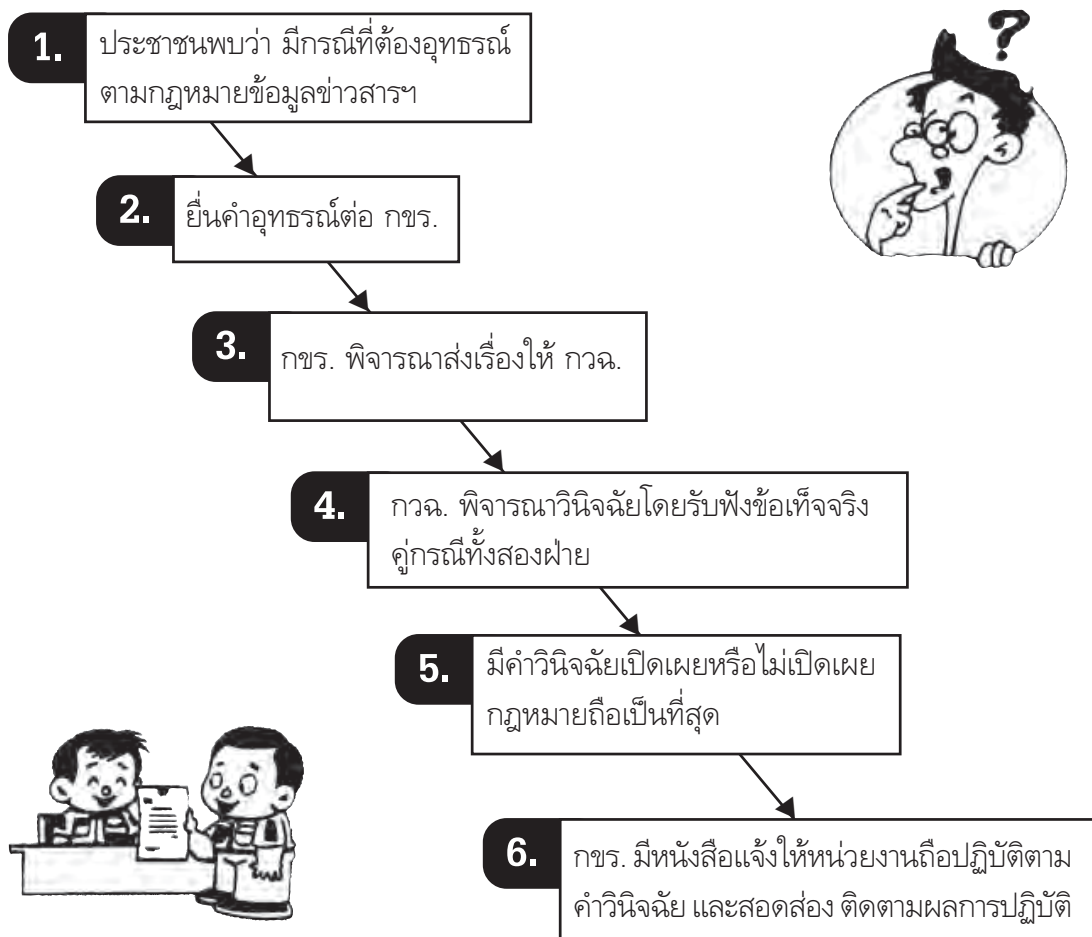 1.
ประชาชนพบว่า มีกรณีที่ต้องอุทธรณ์
ตามกฎหมายข้อมูลข่าวสารฯ
?
2.
ยื่นคำอุทธรณ์ต่อ กขร.
3.
กขร. พิจารณาส่งเรื่องให้ กวฉ.
4.
กวฉ. พิจารณาวินิจฉัยโดยรับฟังข้อเท็จจริง
คู่กรณีทั้งสองฝ่าย
5.
มีคำวินิจฉัยเปิดเผยหรือไม่เปิดเผย
กฎหมายถือเป็นที่สุด
6.
กขร. มีหนังสือแจ้งให้หน่วยงานถือปฏิบัติตาม
คำวินิจฉัย และสอดส่อง ติดตามผลการปฏิบัติ